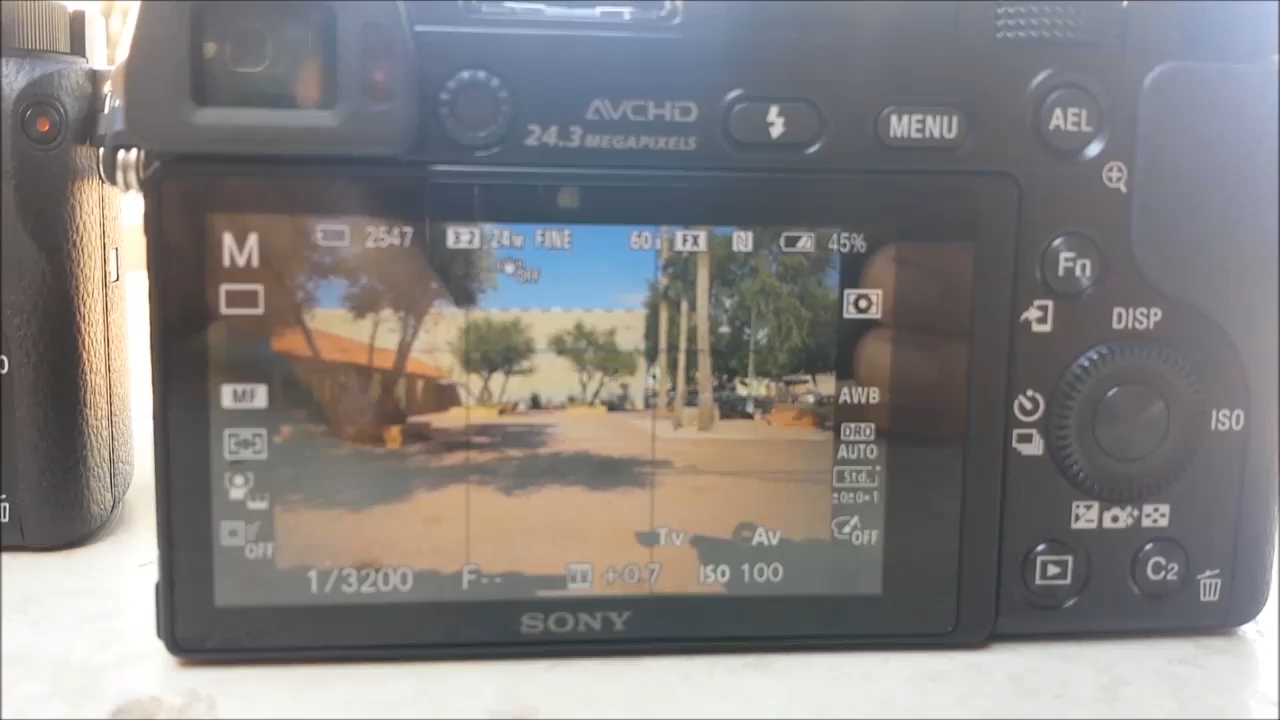 AVCHD
24.3 MEGAPIXELS
MENU
AEL
M
2547
3:2
24M FINE
60i
FX
N
45%
OFF
Fn
DISP
MF
AWB
DRO
AUTO
Std.
±0±0+1
ISO
OFF
OFF
Tv
Av
1/3200
F--
+0.7
ISO 100
C2
SONY